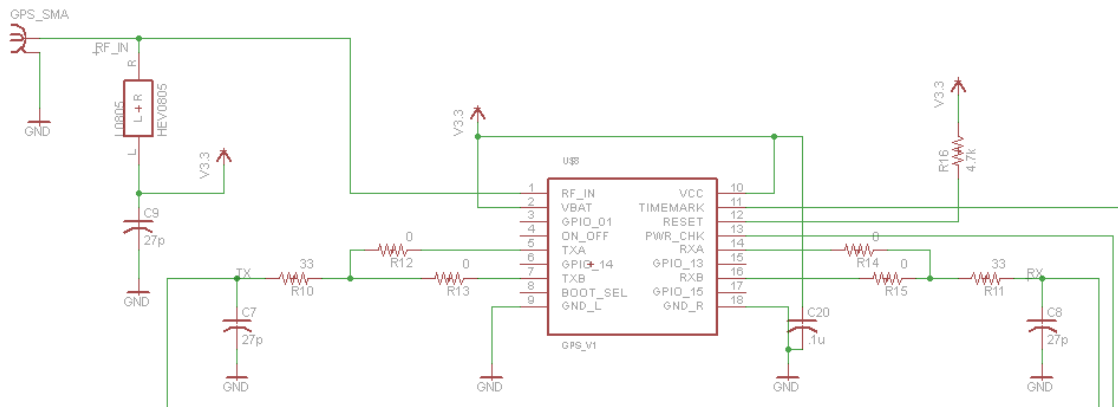 GPS_SMA
RF_IN
GND
R
L + R
L
L0805
HEV0805
V3.3
C9
27p
GND
V3.3
U$8
V3.3
R16
4.7k
1 RF_IN VCC 10
2 VBAT TIMEMARK 11
3 GPIO_01 RESET 12
4 ON_OFF PWR_CHK 13
5 TXA RXA 14
6 GPIO_14 GPIO_13 15
7 TXB RXB 16
8 BOOT_SEL GPIO_15 17
9 GND_L GND_R 18
GPS_V1
0
R12
TX
33
R10
0
R13
0
R14
0
R15
33
R11
RX
C7
27p
GND
GND
C20
.1u
GND
C8
27p
GND